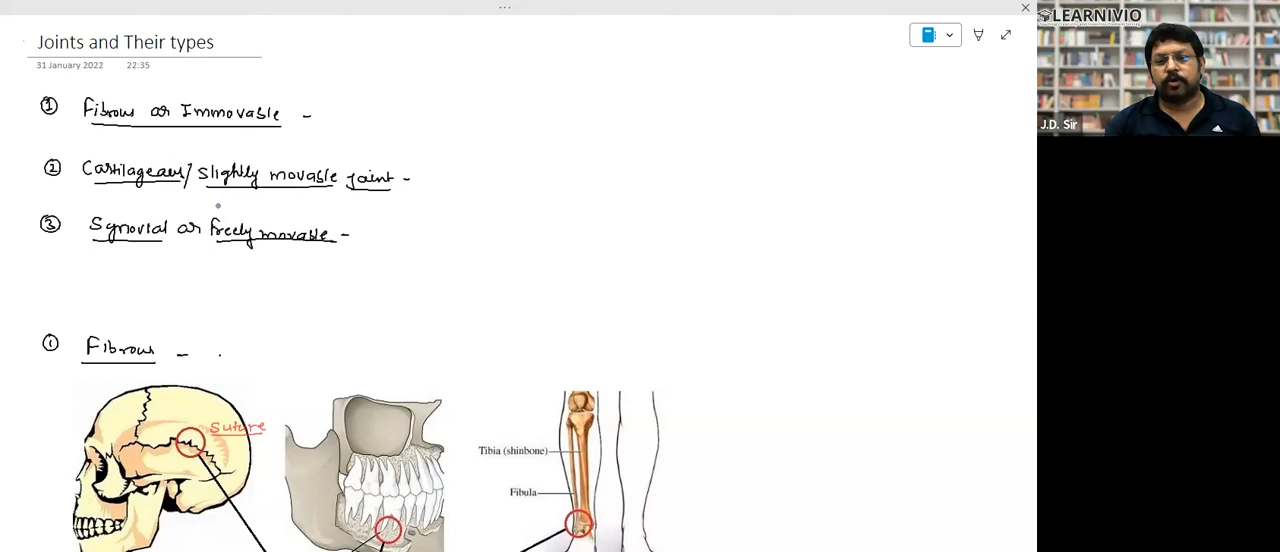 LEARNIVIO
Joints and Their types
31 January 2022 22:35
① Fibrous or Immovable -
② Cartilageous/slightly movable joint -
③ Synovial or freely movable -
J.D. Sir
① Fibrous -
Suture
Tibia (shinbone)
Fibula